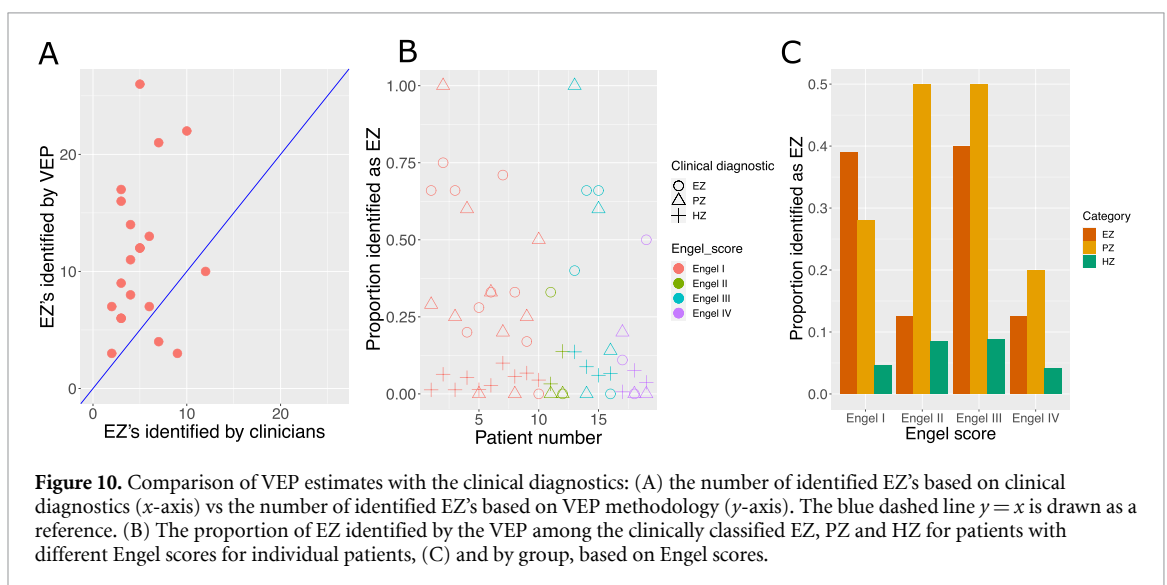 A
EZ's identified by VEP
20
10
0
0
10
20
EZ's identified by clinicians
B
Proportion identified as EZ
1.00
0.75
0.50
0.25
0.00
5
10
15
Patient number
Clinical diagnostic
EZ
PZ
HZ
Engel_score
Engel I
Engel II
Engel III
Engel IV
C
Proportion identified as EZ
0.5
0.4
0.3
0.2
0.1
0.0
Engel I
Engel II
Engel III
Engel IV
Engel score
Category
EZ
PZ
HZ
Figure 10. Comparison of VEP estimates with the clinical diagnostics: (A) the number of identified EZ's based on clinical
diagnostics (x-axis) vs the number of identified EZ's based on VEP methodology (y-axis). The blue dashed line y = x is drawn as a
reference. (B) The proportion of EZ identified by the VEP among the clinically classified EZ, PZ and HZ for patients with
different Engel scores for individual patients, (C) and by group, based on Engel scores.